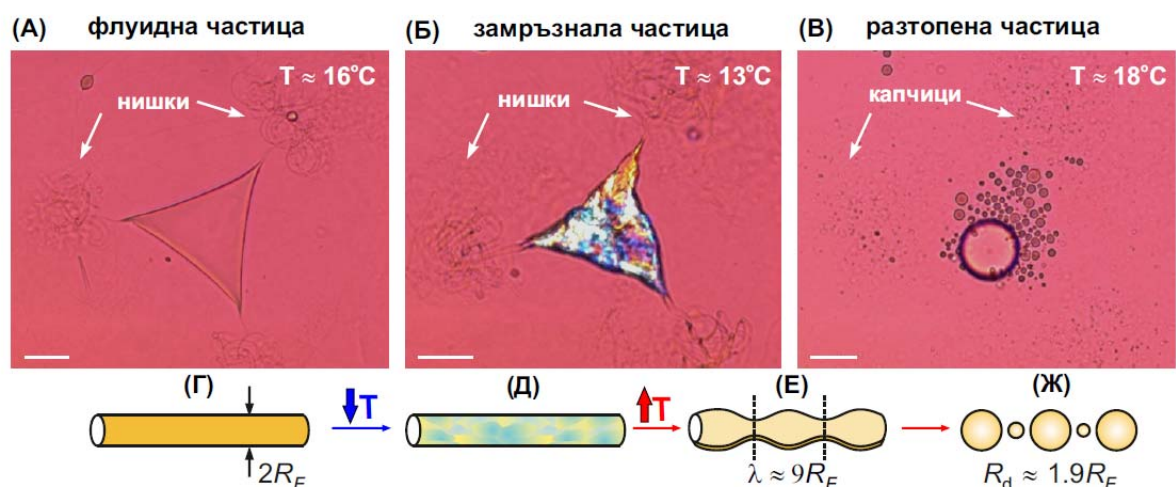 (А) флуидна частица
(Б) замръзнала частица
(В) разтопена частица
T ≈ 16°C
T ≈ 13°C
T ≈ 18°C
нишки
нишки
капчици
(Г)
(Д)
(Е)
(Ж)
T
T
2R_F
λ ≈ 9R_F
R_d ≈ 1.9R_F